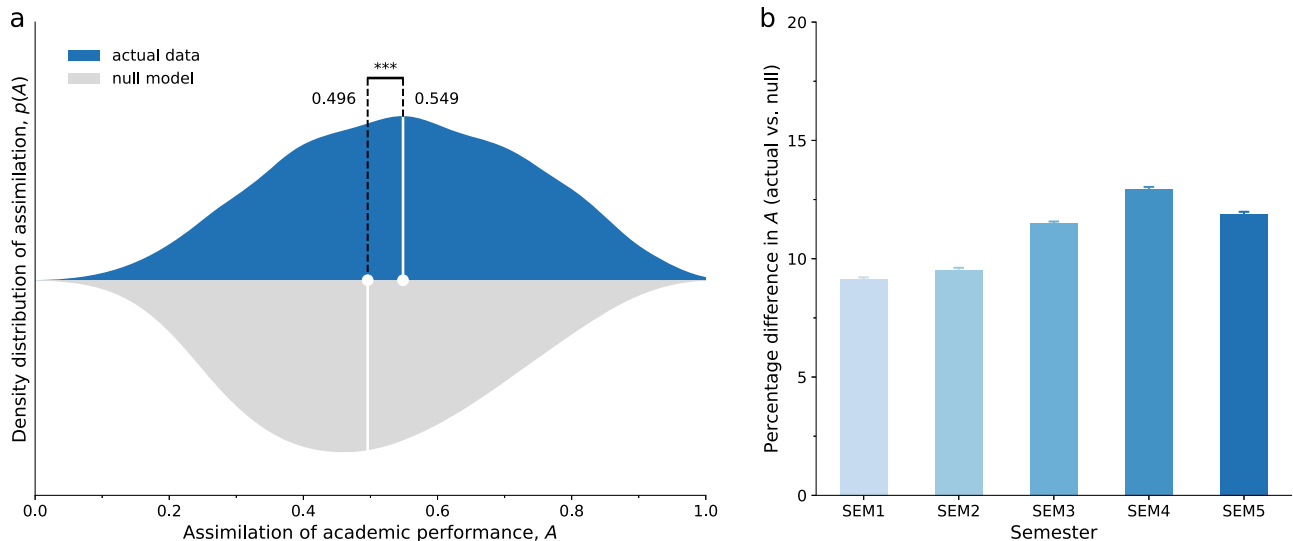 a
Density distribution of assimilation, p(A)
actual data
null model
***
0.496
0.549
0.0
0.2
0.4
0.6
0.8
1.0
Assimilation of academic performance, A
b
Percentage difference in A (actual vs. null)
20
15
10
5
0
SEM1
SEM2
SEM3
SEM4
SEM5
Semester